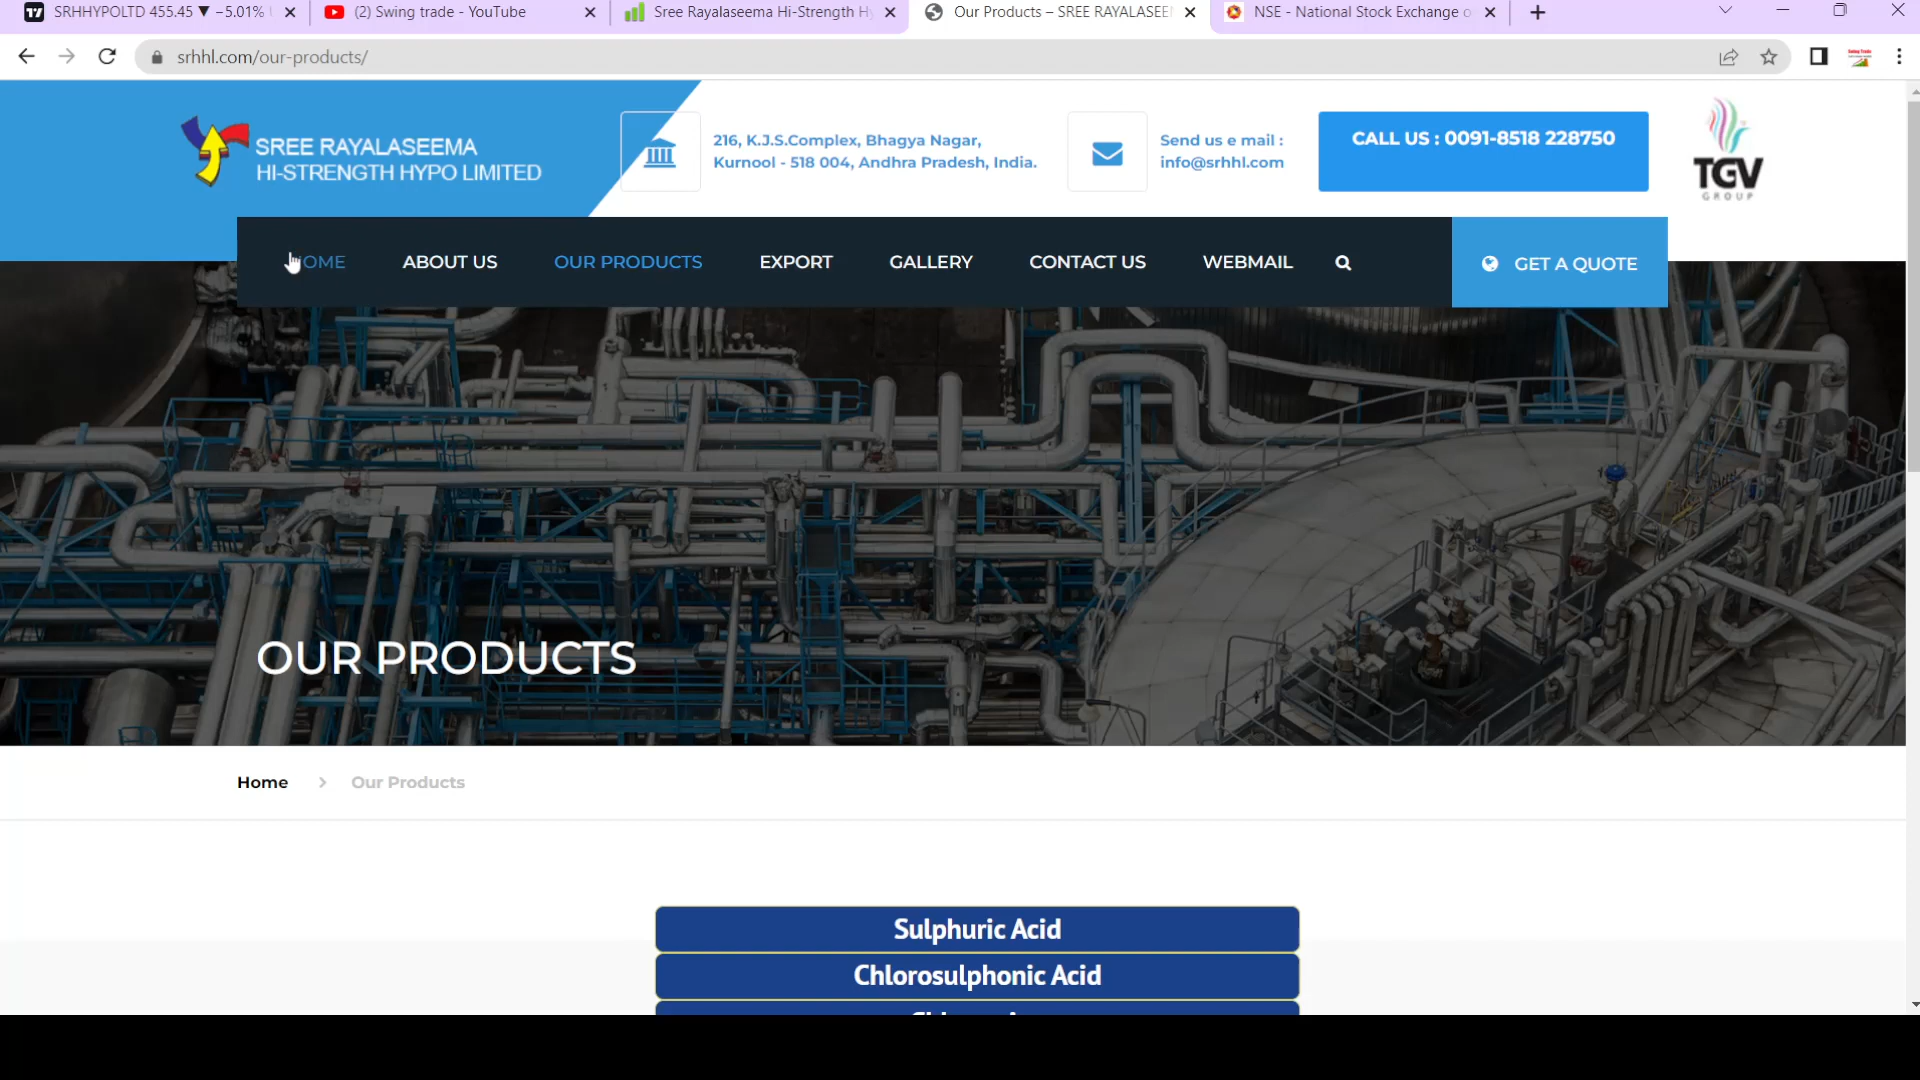 SRHHYPOLTD 455.45 ▼ −5.01%
(2) Swing trade - YouTube
Sree Rayalaseema Hi-Strength H
Our Products – SREE RAYALASEE
NSE - National Stock Exchange o
srhhl.com/our-products/
SREE RAYALASEEMA
HI-STRENGTH HYPO LIMITED
216, K.J.S.Complex, Bhagya Nagar,
Kurnool - 518 004, Andhra Pradesh, India.
Send us e mail :
info@srhhl.com
CALL US : 0091-8518 228750
TGV
GROUP
HOME ABOUT US OUR PRODUCTS EXPORT GALLERY CONTACT US WEBMAIL GET A QUOTE
OUR PRODUCTS
Home > Our Products
Sulphuric Acid
Chlorosulphonic Acid